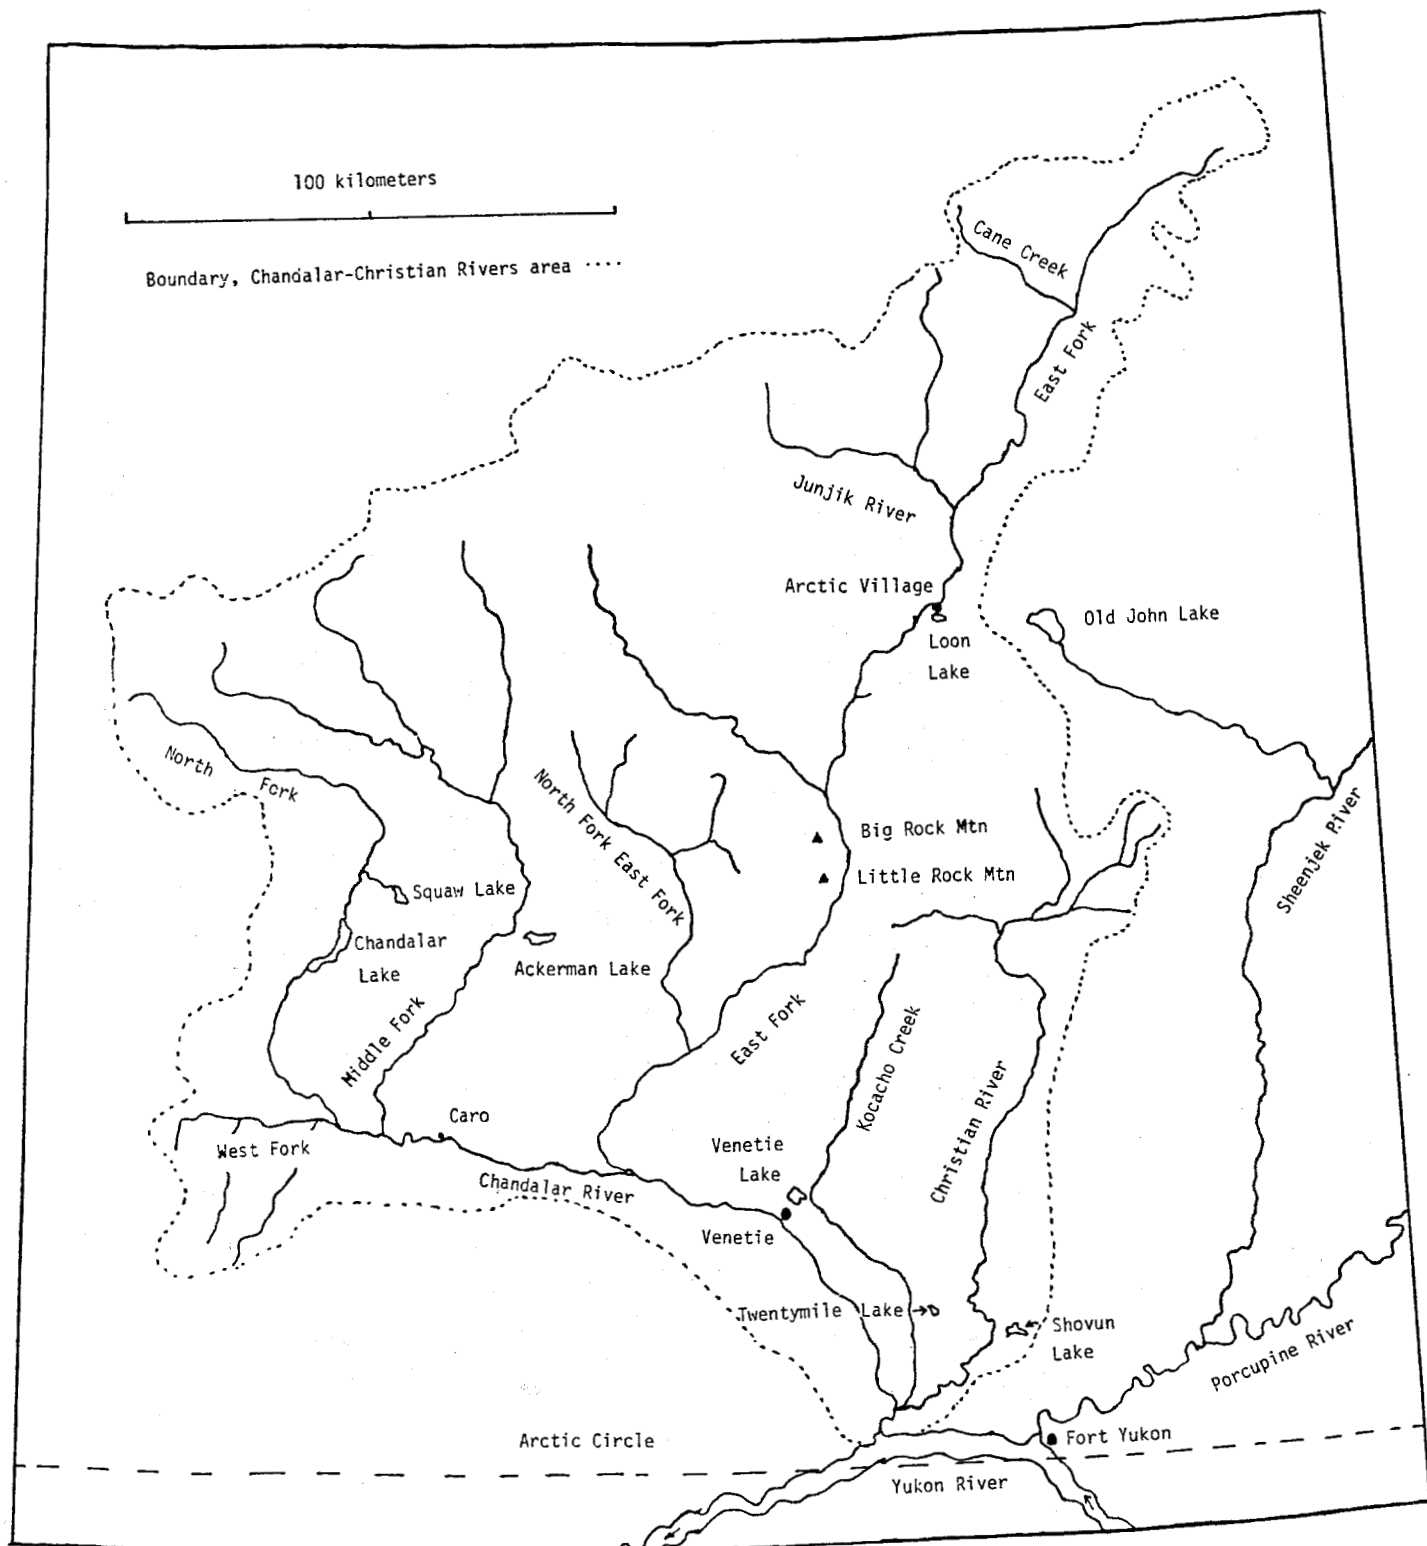 100 kilometers
Boundary, Chandalar-Christian Rivers area ....
Cane Creek
East Fork
Junjik River
Arctic Village
Loon
Lake
Old John Lake
North
Fork
North Fork East Fork
Big Rock Mtn
Little Rock Mtn
Sheenjek River
Squaw Lake
Chandalar
Lake
Ackerman Lake
Middle Fork
East Fork
Kocacho Creek
Christian River
Caro
West Fork
Venetie
Lake
Chandalar River
Venetie
Twentymile Lake
Shovun
Lake
Porcupine River
Arctic Circle
Fort Yukon
Yukon River